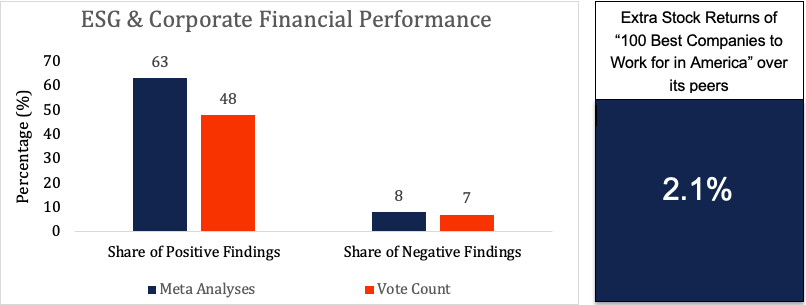 ESG & Corporate Financial Performance
Percentage (%)
70
60
50
40
30
20
10
0
63
48
8
7
Share of Positive Findings
Share of Negative Findings
Meta Analyses
Vote Count
Extra Stock Returns of
“100 Best Companies to
Work for in America” over
its peers
2.1%